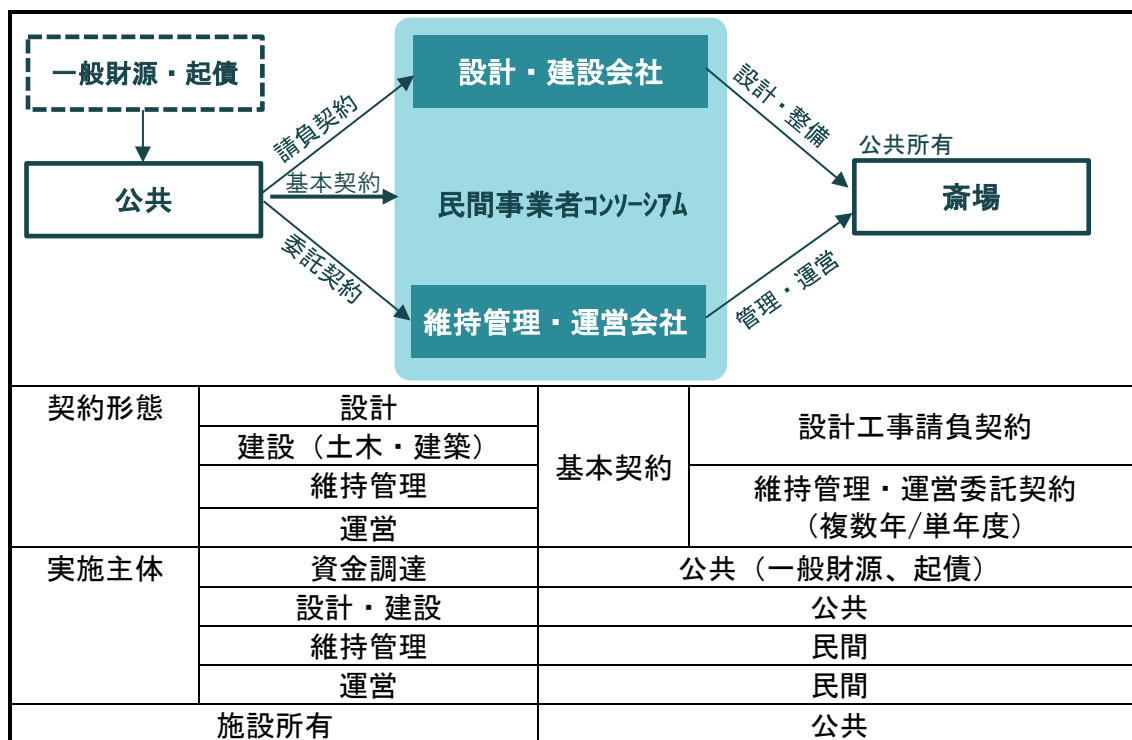 一般財源・起債
公共
請負契約
基本契約
委託契約
設計・建設会社
民間事業者ｺﾝｿｰｼｱﾑ
維持管理・運営会社
設計・整備
管理・運営
公共所有
斎場
契約形態
設計
建設（土木・建築）
維持管理
運営
基本契約
設計工事請負契約
維持管理・運営委託契約
（複数年/単年度）
実施主体
資金調達
公共（一般財源、起債）
設計・建設
公共
維持管理
民間
運営
民間
施設所有
公共